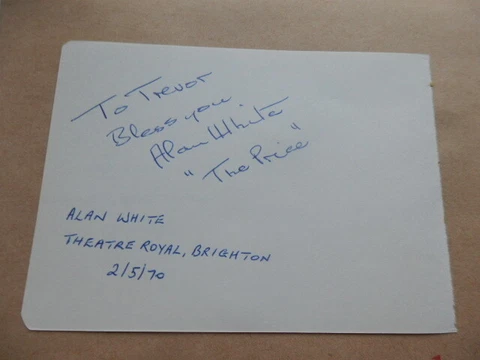 To Trevor
Bless you.
Alan White
"The Price"
ALAN WHITE
THEATRE ROYAL, BRIGHTON
2/5/70